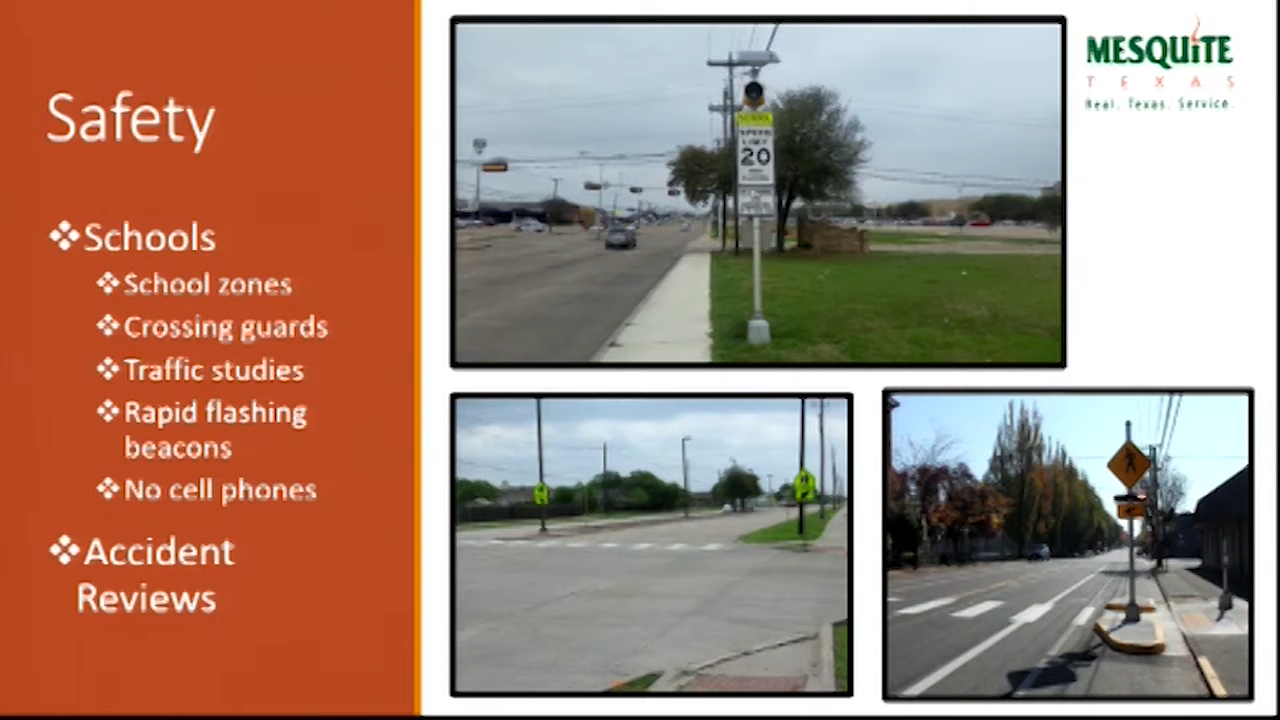 Safety
❖Schools
❖School zones
❖Crossing guards
❖Traffic studies
❖Rapid flashing
beacons
❖No cell phones
❖Accident
Reviews
SCHOOL
SPEED
LIMIT
20
MESQUiTE
TEXAS
Real. Texas. Service.